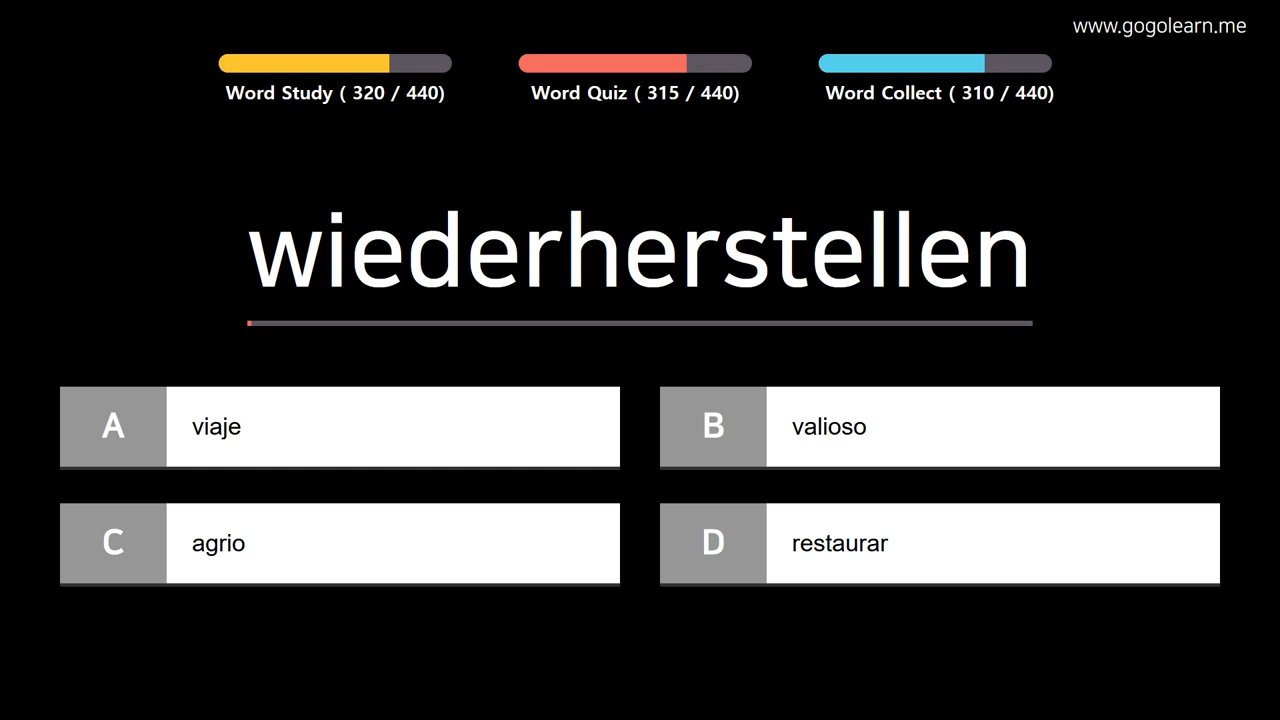 www.gogolearn.me
Word Study ( 320 / 440)
Word Quiz ( 315 / 440)
Word Collect ( 310 / 440)
wiederherstellen
A viaje
B valioso
C agrio
D restaurar